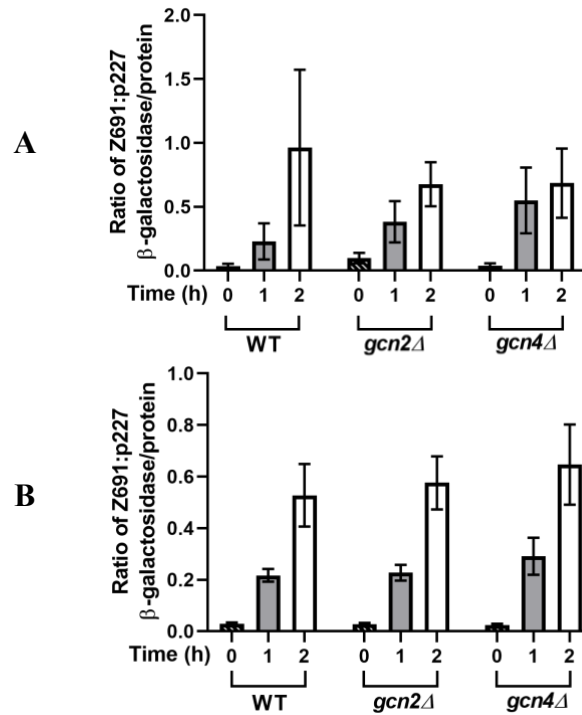 A
Ratio of Z691:p227
β-galactosidase/protein
2.0
1.5
1.0
0.5
0.0
Time (h) 0 1 2 0 1 2 0 1 2
WT gcn2Δ gcn4Δ
B
Ratio of Z691:p227
β-galactosidase/protein
1.0
0.8
0.6
0.4
0.2
0.0
Time (h) 0 1 2 0 1 2 0 1 2
WT gcn2Δ gcn4Δ